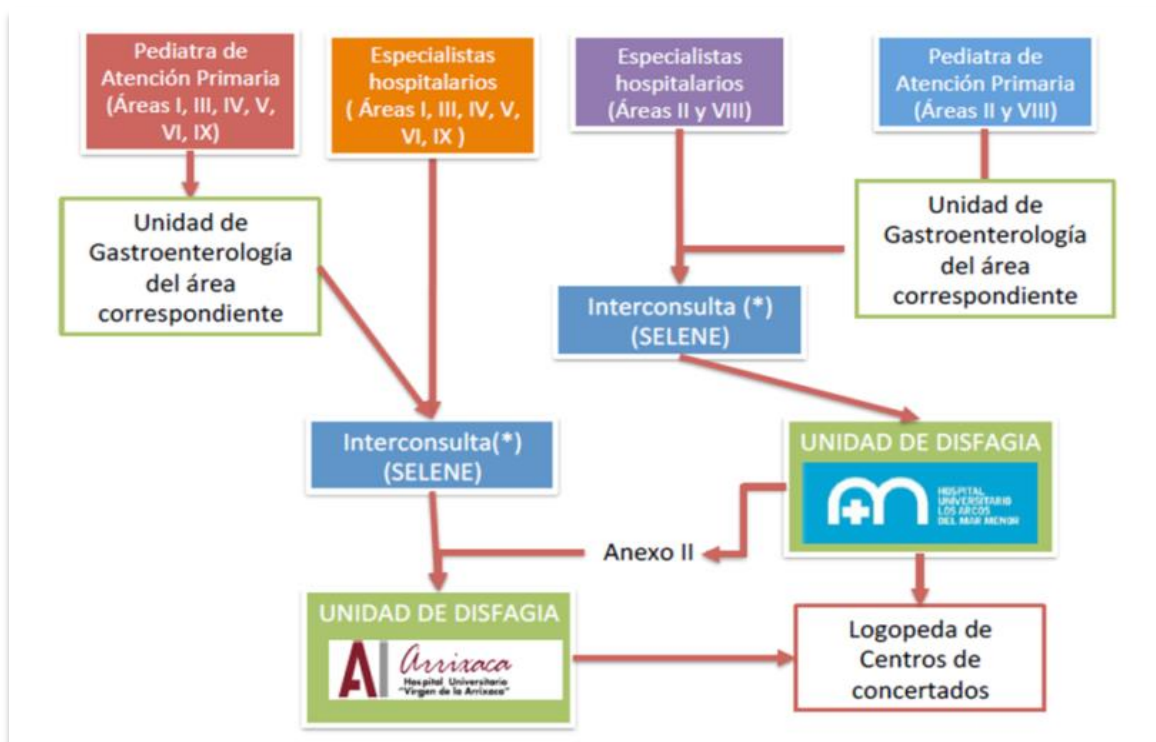 Pediatra de
Atención Primaria
(Áreas I, III, IV, V,
VI, IX)
Especialistas
hospitalarios
( Áreas I, III, IV, V,
VI, IX )
Especialistas
hospitalarios
(Áreas II y VIII)
Pediatra de
Atención Primaria
(Áreas II y VIII)
Unidad de
Gastroenterología
del área
correspondiente
Unidad de
Gastroenterología
del área
correspondiente
Interconsulta (*)
(SELENE)
Interconsulta(*)
(SELENE)
UNIDAD DE DISFAGIA
HOSPITAL
UNIVERSITARIO
LOS ARCOS
DEL MAR MENOR
Anexo II
UNIDAD DE DISFAGIA
Arrixaca
Hospital Universitario
"Virgen de la Arrixaca"
Logopeda de
Centros de
concertados